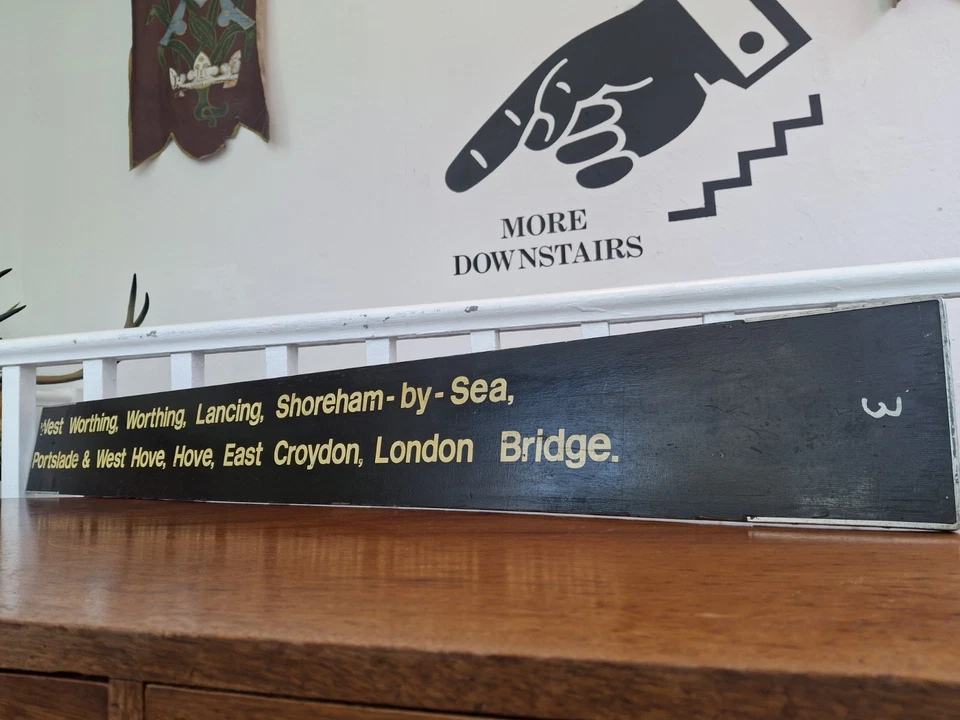 MORE
DOWNSTAIRS
West Worthing, Worthing, Lancing, Shoreham-by-Sea,
Portslade & West Hove, Hove, East Croydon, London Bridge.
3